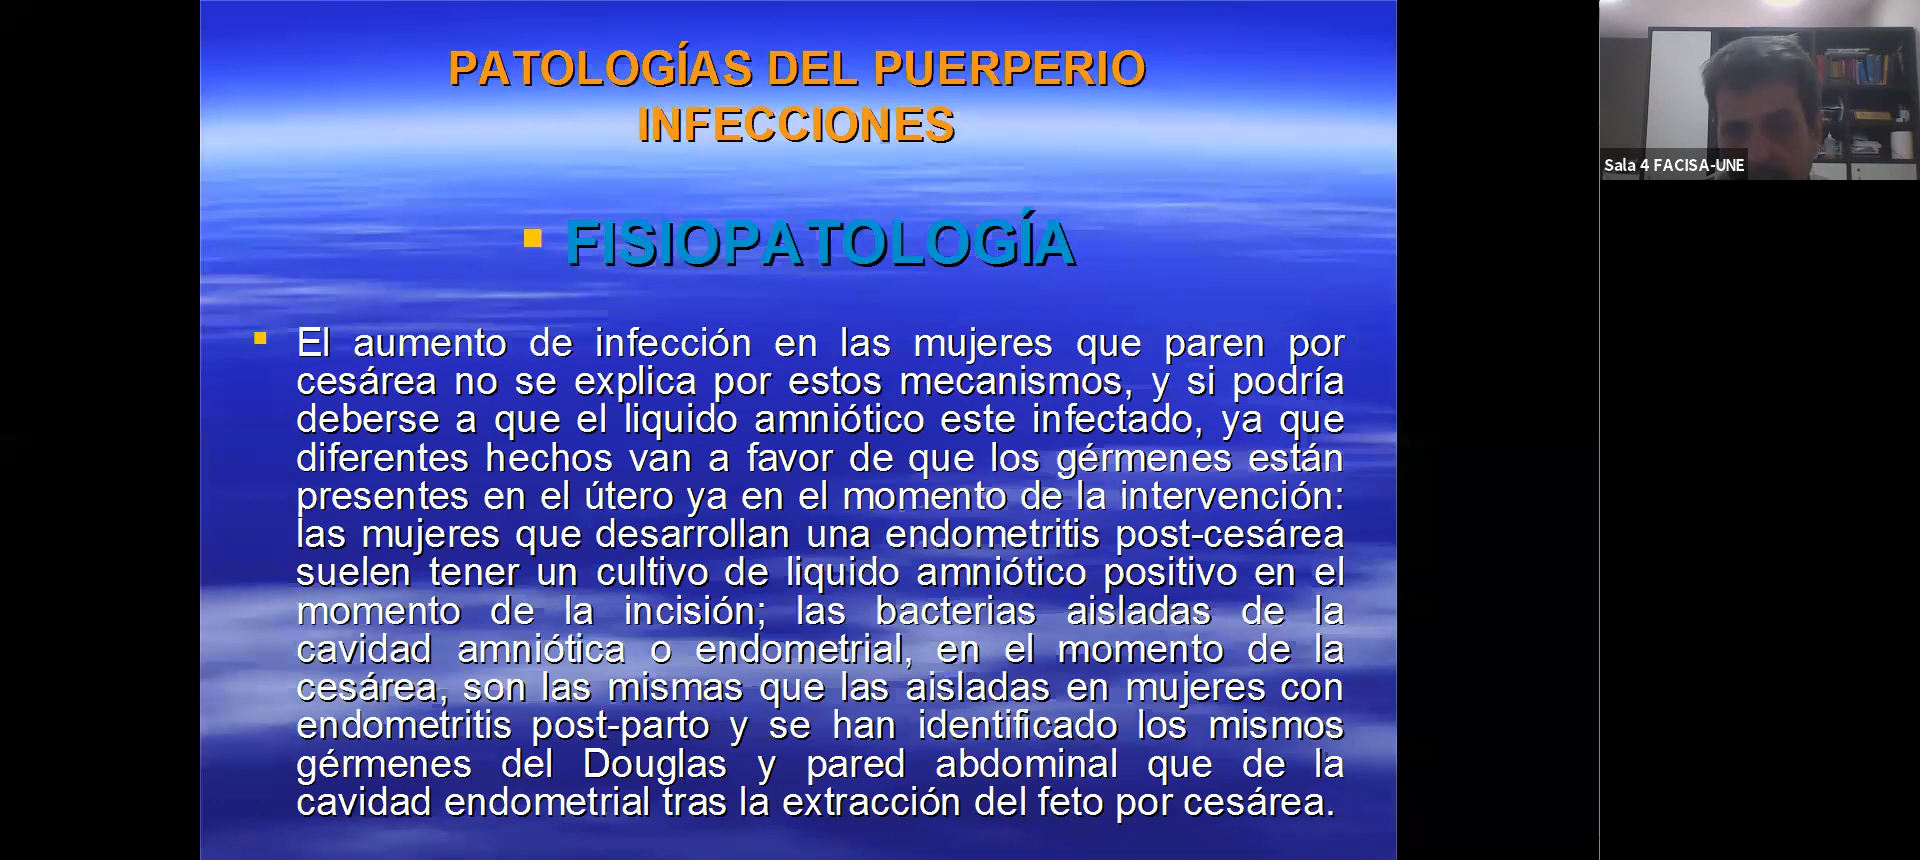 PATOLOGÍAS DEL PUERPERIO
INFECCIONES
FISIOPATOLOGÍA
El aumento de infección en las mujeres que paren por
cesárea no se explica por estos mecanismos, y si podría
deberse a que el liquido amniótico este infectado, ya que
diferentes hechos van a favor de que los gérmenes están
presentes en el útero ya en el momento de la intervención:
las mujeres que desarrollan una endometritis post-cesárea
suelen tener un cultivo de liquido amniótico positivo en el
momento de la incisión; las bacterias aisladas de la
cavidad amniótica o endometrial, en el momento de la
cesárea, son las mismas que las aisladas en mujeres con
endometritis post-parto y se han identificado los mismos
gérmenes del Douglas y pared abdominal que de la
cavidad endometrial tras la extracción del feto por cesárea.
Sala 4 FACISA-UNE